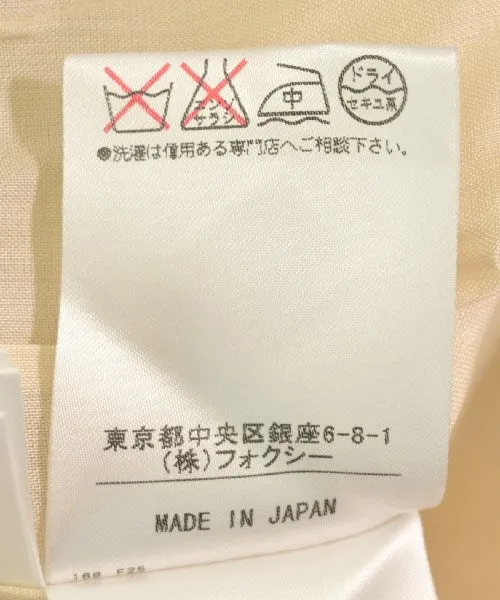 エンソ サラシ
中
ドライ
セキユ系
●洗濯は信用ある専門店へご相談下さい。
東京都中央区銀座6-8-1
(株)フォクシー
MADE IN JAPAN